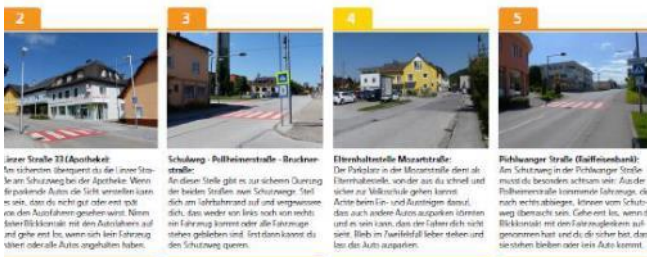 2
3
4
5
Linzer Straße 33 (Apotheke):
Am sichersten überquerst du die Linzer Stra-
ße am Schutzweg bei der Apotheke. Wenn
dir parkende Autos die Sicht verstellen kann
es sein, dass du nicht gut oder erst spät
von den Autofahrern gesehen wirst. Nimm
daher Blickkontakt mit den Autofahrern auf
und gehe erst los, wenn sich kein Fahrzeug
nähert oder alle Autos angehalten haben.
Schulweg - Pollheimerstraße - Bruckner-
straße:
An dieser Stelle gibt es zur sicheren Querung
der beiden Straßen zwei Schutzwege. Stell
dich am Fahrbahnrand auf und vergewissere
dich, dass weder von links noch von rechts
ein Fahrzeug kommt oder alle Fahrzeuge
stehen geblieben sind. Erst dann kannst du
den Schutzweg queren.
Elternhaltestelle Mozartstraße:
Der Parkplatz in der Mozartstraße dient als
Elternhaltestelle, von der aus du schnell und
sicher zur Volksschule gehen kannst.
Achte beim Ein- und Aussteigen darauf,
dass auch andere Autos ausparken könnten
und es sein kann, dass der Fahrer dich nicht
sieht. Bleib im Zweifelsfall lieber stehen und
lass das Auto ausparken.
Pichlwanger Straße (Raiffeisenbank):
Am Schutzweg in der Pichlwanger Straße
musst du besonders achtsam sein: Aus der
Pollheimerstraße kommende Fahrzeuge, die
nach rechts abbiegen, können vom Schutz-
weg überrascht sein. Gehe erst los, wenn d
Blickkontakt mit den Fahrzeuglenkern auf-
genommen hast und du dir sicher bist, dass
sie stehen bleiben oder kein Auto kommt.